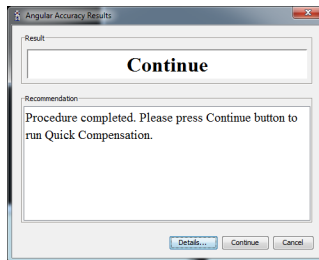 Angular Accuracy Results
Result
Continue
Recommendation
Procedure completed. Please press Continue button to
run Quick Compensation.
Details... Continue Cancel